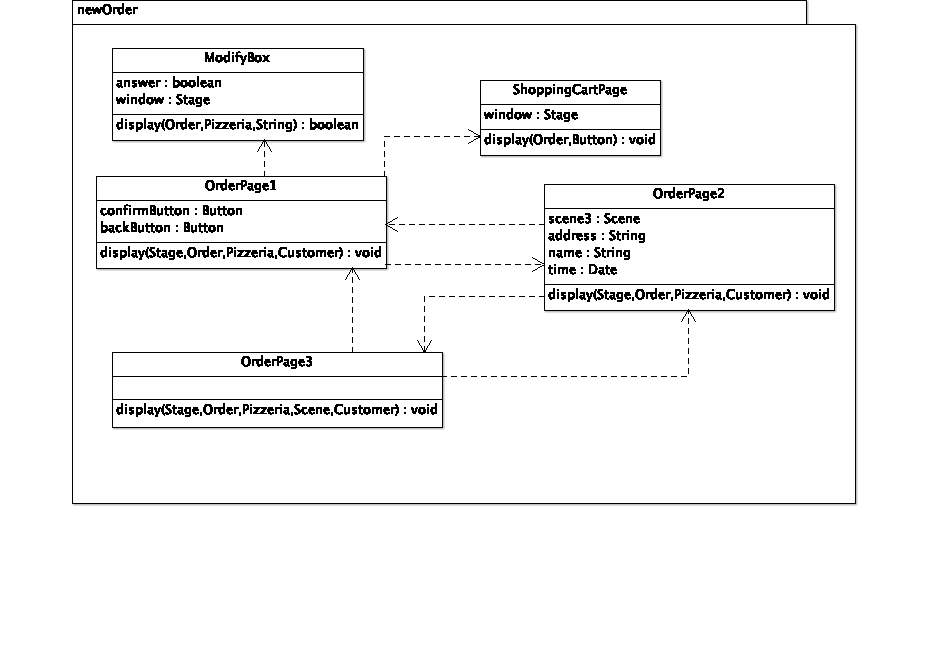 newOrder
ModifyBox
answer : boolean
window : Stage
display(Order,Pizzeria,String) : boolean
ShoppingCartPage
window : Stage
display(Order,Button) : void
OrderPage1
confirmButton : Button
backButton : Button
display(Stage,Order,Pizzeria,Customer) : void
OrderPage2
scene3 : Scene
address : String
name : String
time : Date
display(Stage,Order,Pizzeria,Customer) : void
OrderPage3
display(Stage,Order,Pizzeria,Scene,Customer) : void